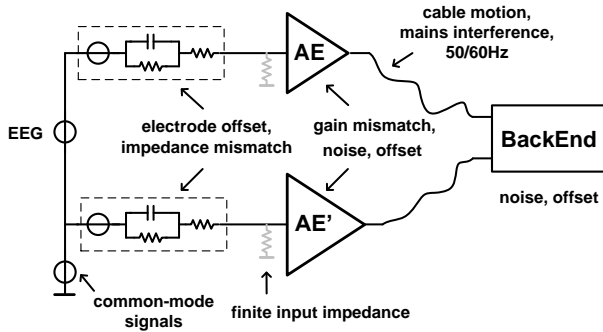 cable motion,
mains interference,
50/60Hz
AE
EEG
electrode offset,
impedance mismatch
gain mismatch,
noise, offset
BackEnd
noise, offset
AE'
common-mode
signals
finite input impedance